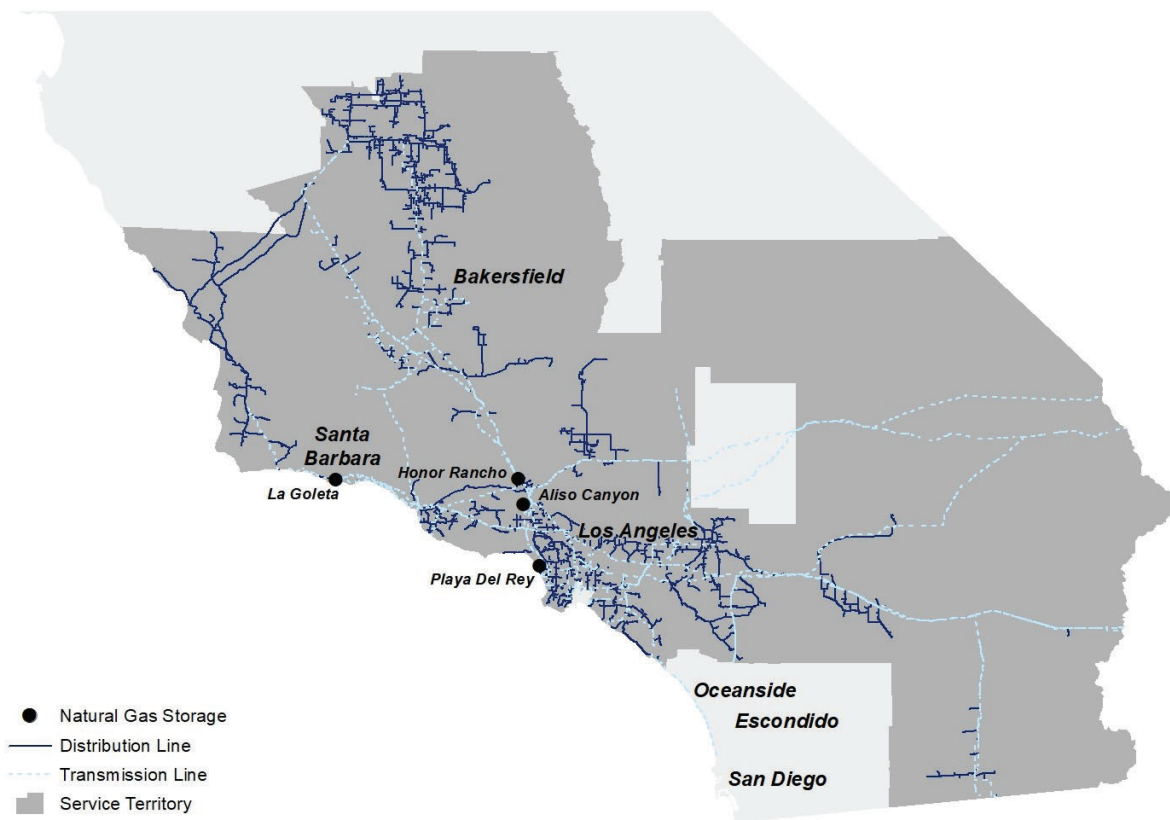 Bakersfield
Santa
Barbara
Honor Rancho
La Goleta
Aliso Canyon
Los Angeles
Playa Del Rey
Oceanside
Escondido
San Diego
Natural Gas Storage
Distribution Line
Transmission Line
Service Territory